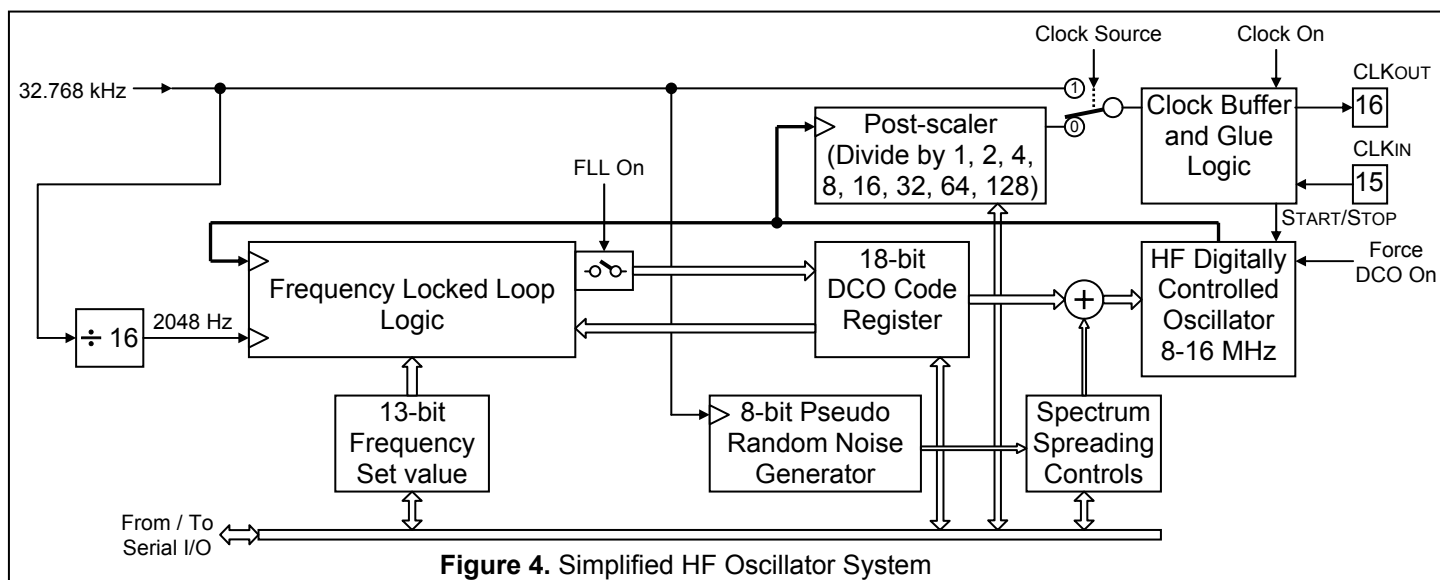 Clock Source
Clock On
32.768 kHz
1
0
CLKOUT
16
CLKIN
15
Clock Buffer
and Glue
Logic
Post-scaler
(Divide by 1, 2, 4,
8, 16, 32, 64, 128)
START/STOP
FLL On
Frequency Locked Loop
Logic
18-bit
DCO Code
Register
+
HF Digitally
Controlled
Oscillator
8-16 MHz
Force
DCO On
÷ 16
2048 Hz
13-bit
Frequency
Set value
8-bit Pseudo
Random Noise
Generator
Spectrum
Spreading
Controls
From / To
Serial I/O
Figure 4. Simplified HF Oscillator System